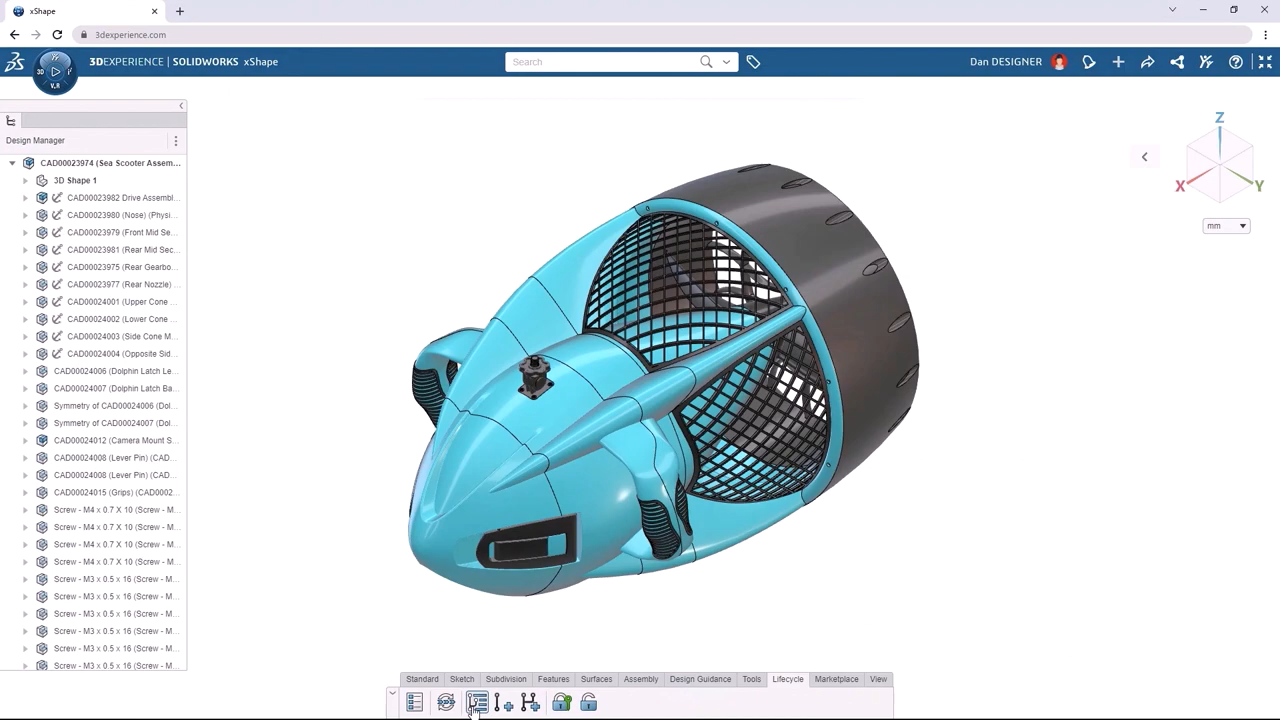 xShape
3dexperience.com
3DEXPERIENCE | SOLIDWORKS xShape
Search
Dan DESIGNER
3D
V.R
Design Manager
CAD00023974 (Sea Scooter Assem...
3D Shape 1
CAD00023982 Drive Assembl...
CAD00023980 (Nose) (Physi...
CAD00023979 (Front Mid Se...
CAD00023981 (Rear Mid Sec...
CAD00023975 (Rear Gearbo...
CAD00023977 (Rear Nozzle) (...
CAD00024001 (Upper Cone ...
CAD00024002 (Lower Cone ...
CAD00024003 (Side Cone M...
CAD00024004 (Opposite Sid...
CAD00024006 (Dolphin Latch Le...
CAD00024007 (Dolphin Latch Ba...
Symmetry of CAD00024006 (Dol...
Symmetry of CAD00024007 (Dol...
CAD00024012 (Camera Mount S...
CAD00024008 (Lever Pin) (CAD...
CAD00024008 (Lever Pin) (CAD...
CAD00024015 (Grips) (CAD0002...
Screw - M4 x 0.7 X 10 (Screw - M...
Screw - M4 x 0.7 X 10 (Screw - M...
Screw - M4 x 0.7 X 10 (Screw - M...
Screw - M4 x 0.7 X 10 (Screw - M...
Screw - M3 x 0.5 x 16 (Screw - M...
Screw - M3 x 0.5 x 16 (Screw - M...
Screw - M3 x 0.5 x 16 (Screw - M...
Screw - M3 x 0.5 x 16 (Screw - M...
Screw - M3 x 0.5 x 16 (Screw - M...
Screw - M3 x 0.5 x 16 (Screw - M...
Z
X
Y
mm
Standard Sketch Subdivision Features Surfaces Assembly Design Guidance Tools Lifecycle Marketplace View